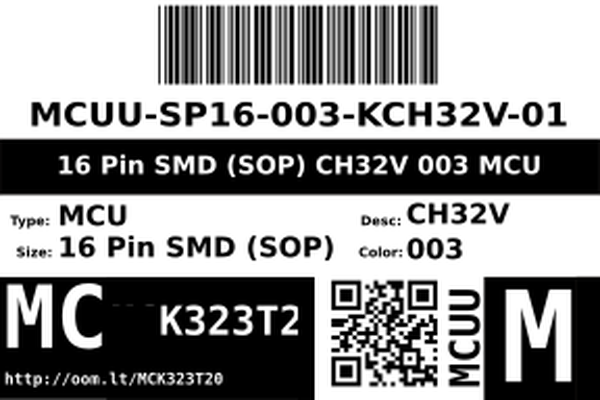 MCUU-SP16-003-KCH32V-01
16 Pin SMD (SOP) CH32V 003 MCU
Type: MCU
Desc: CH32V
Size: 16 Pin SMD (SOP)
Color: 003
MC K323T2
MCUU
M
http://oom.lt/MCK323T20